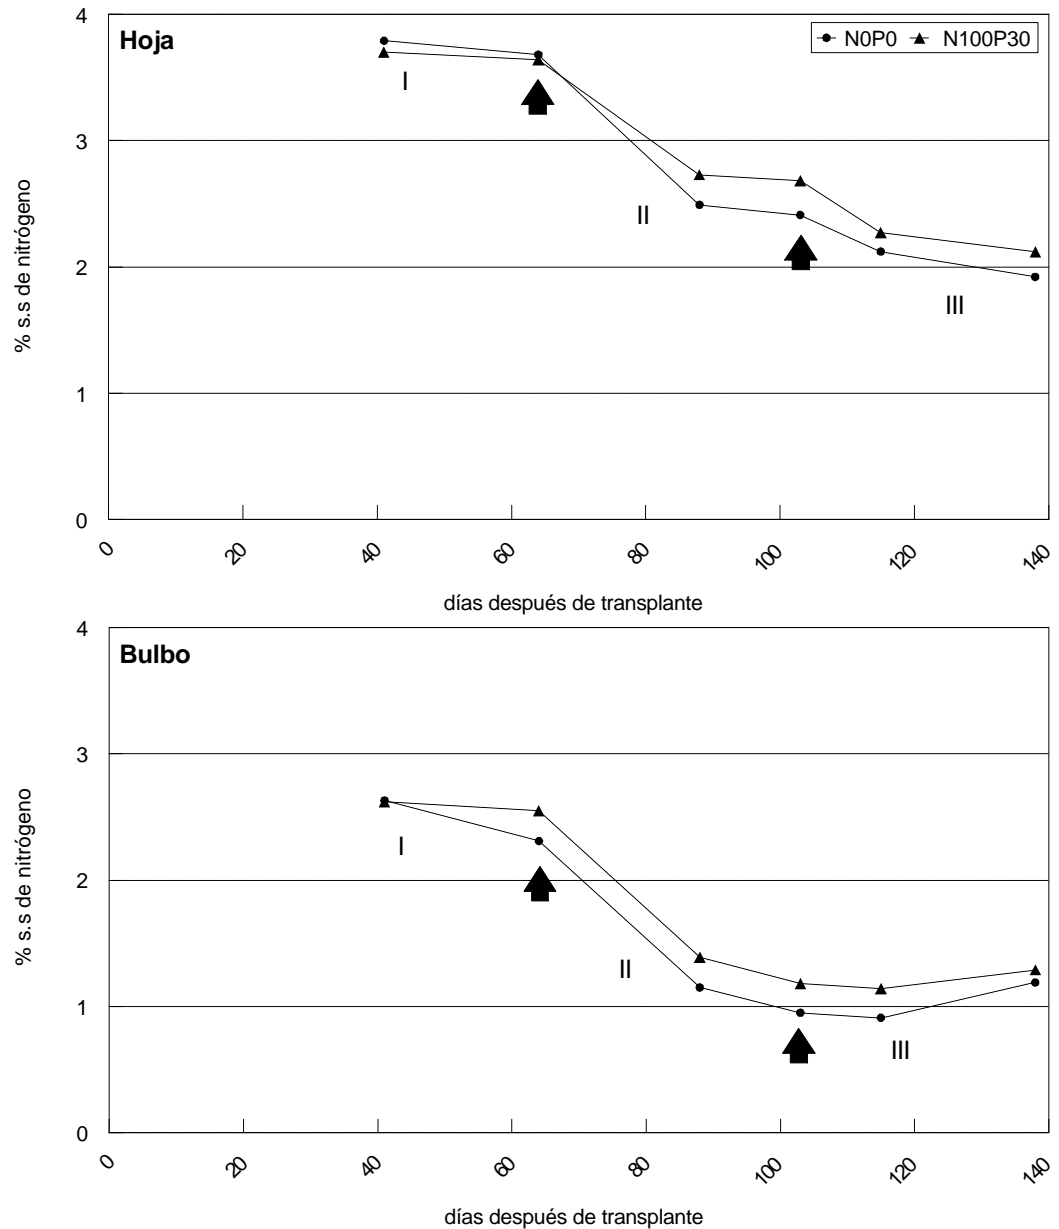 Hoja
N0P0 N100P30
4
3
2
1
0
% s.s de nitrógeno
I
II
III
0 20 40 60 80 100 120 140
días después de transplante
Bulbo
4
3
2
1
0
% s.s de nitrógeno
I
II
III
0 20 40 60 80 100 120 140
días después de transplante